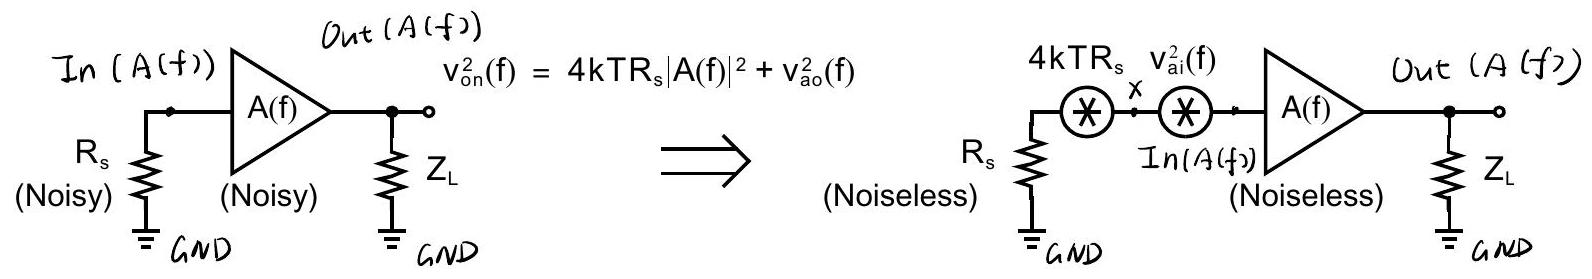 In (A(f))
Out (A(f))
v²on(f) = 4kTRs|A(f)|² + v²ao(f)
A(f)
Rs
(Noisy)
(Noisy)
ZL
GND
GND
4kTRs
v²ai(f)
x
Out (A(f))
A(f)
In(A(f))
Rs
(Noiseless)
(Noiseless)
ZL
GND
GND